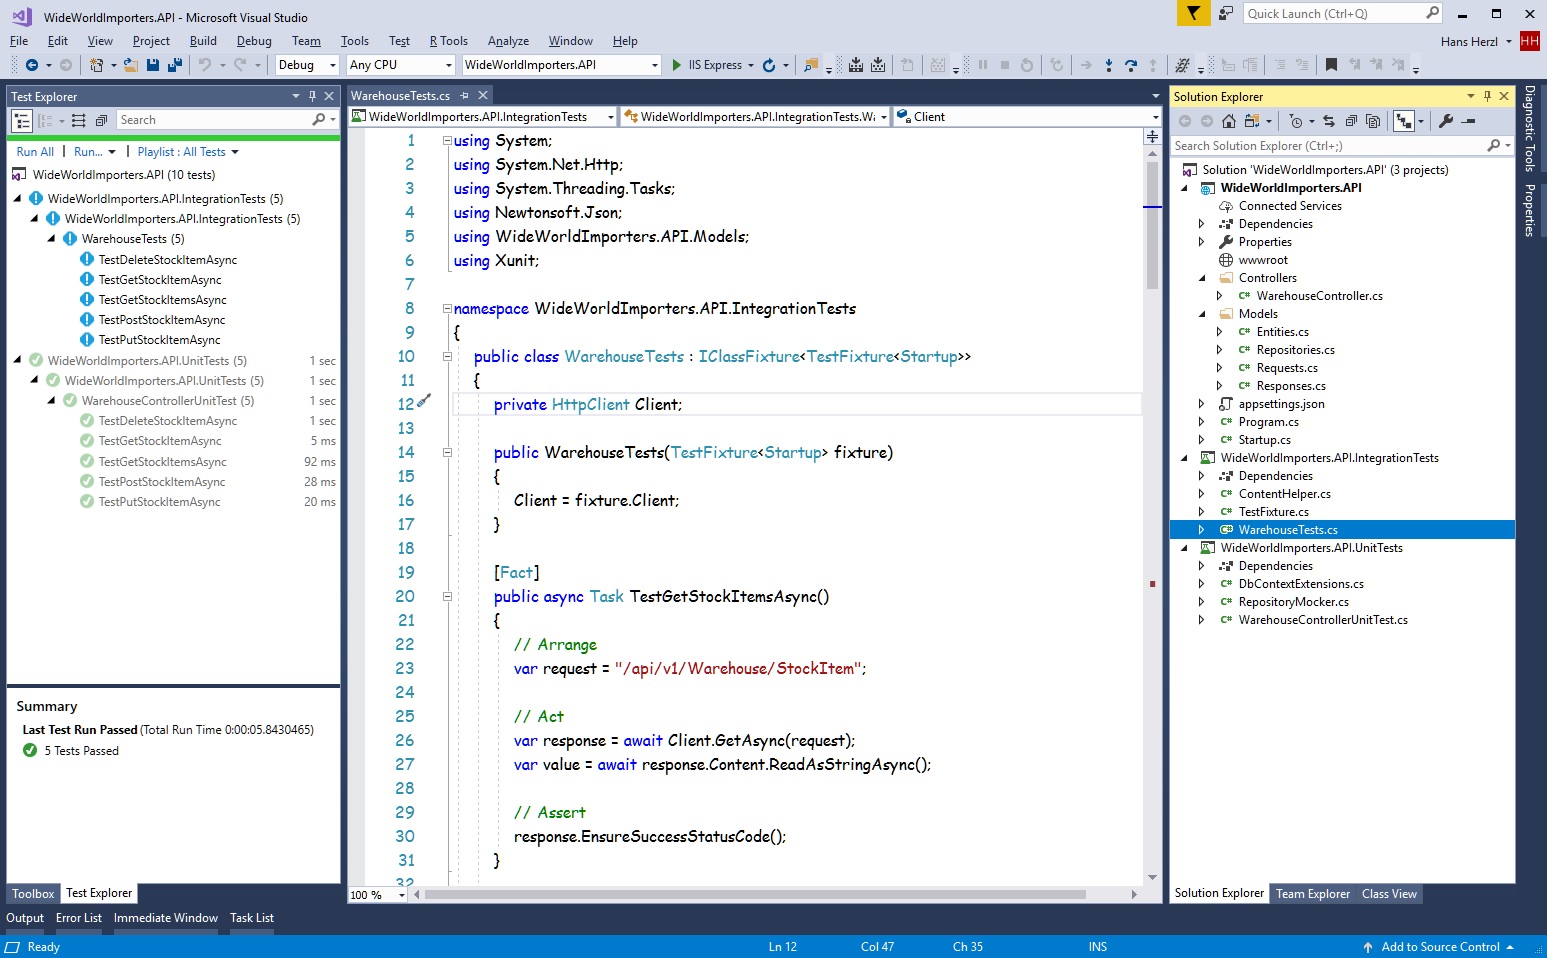 WideWorldImporters.API - Microsoft Visual Studio
Quick Launch (Ctrl+Q)
File Edit View Project Build Debug Team Tools Test R Tools Analyze Window Help
Hans Herzl HH
Debug Any CPU WideWorldImporters.API IIS Express
Test Explorer
Search
Run All Run... Playlist : All Tests
WideWorldImporters.API (10 tests)
WideWorldImporters.API.IntegrationTests (5)
WideWorldImporters.API.IntegrationTests (5)
WarehouseTests (5)
TestDeleteStockItemAsync
TestGetStockItemAsync
TestGetStockItemsAsync
TestPostStockItemAsync
TestPutStockItemAsync
WideWorldImporters.API.UnitTests (5) 1 sec
WideWorldImporters.API.UnitTests (5) 1 sec
WarehouseControllerUnitTest (5) 1 sec
TestDeleteStockItemAsync 1 sec
TestGetStockItemAsync 5 ms
TestGetStockItemsAsync 92 ms
TestPostStockItemAsync 28 ms
TestPutStockItemAsync 20 ms
Summary
Last Test Run Passed (Total Run Time 0:00:05.8430465)
5 Tests Passed
Toolbox Test Explorer
WarehouseTests.cs
WideWorldImporters.API.IntegrationTests WideWorldImporters.API.IntegrationTests.Wa Client
1 using System;
2 using System.Net.Http;
3 using System.Threading.Tasks;
4 using Newtonsoft.Json;
5 using WideWorldImporters.API.Models;
6 using Xunit;
7
8 namespace WideWorldImporters.API.IntegrationTests
9 {
10 public class WarehouseTests : IClassFixture<TestFixture<Startup>>
11 {
12 private HttpClient Client;
13
14 public WarehouseTests(TestFixture<Startup> fixture)
15 {
16 Client = fixture.Client;
17 }
18
19 [Fact]
20 public async Task TestGetStockItemsAsync()
21 {
22 // Arrange
23 var request = "/api/v1/Warehouse/StockItem";
24
25 // Act
26 var response = await Client.GetAsync(request);
27 var value = await response.Content.ReadAsStringAsync();
28
29 // Assert
30 response.EnsureSuccessStatusCode();
31 }
32
100 %
Solution Explorer
Search Solution Explorer (Ctrl+;)
Solution 'WideWorldImporters.API' (3 projects)
WideWorldImporters.API
Connected Services
Dependencies
Properties
wwwroot
Controllers
C# WarehouseController.cs
Models
C# Entities.cs
C# Repositories.cs
C# Requests.cs
C# Responses.cs
appsettings.json
C# Program.cs
C# Startup.cs
WideWorldImporters.API.IntegrationTests
Dependencies
C# ContentHelper.cs
C# TestFixture.cs
C# WarehouseTests.cs
WideWorldImporters.API.UnitTests
Dependencies
C# DbContextExtensions.cs
C# RepositoryMocker.cs
C# WarehouseControllerUnitTest.cs
Solution Explorer Team Explorer Class View
Diagnostic Tools
Properties
Output Error List Immediate Window Task List
Ready Ln 12 Col 47 Ch 35 INS Add to Source Control